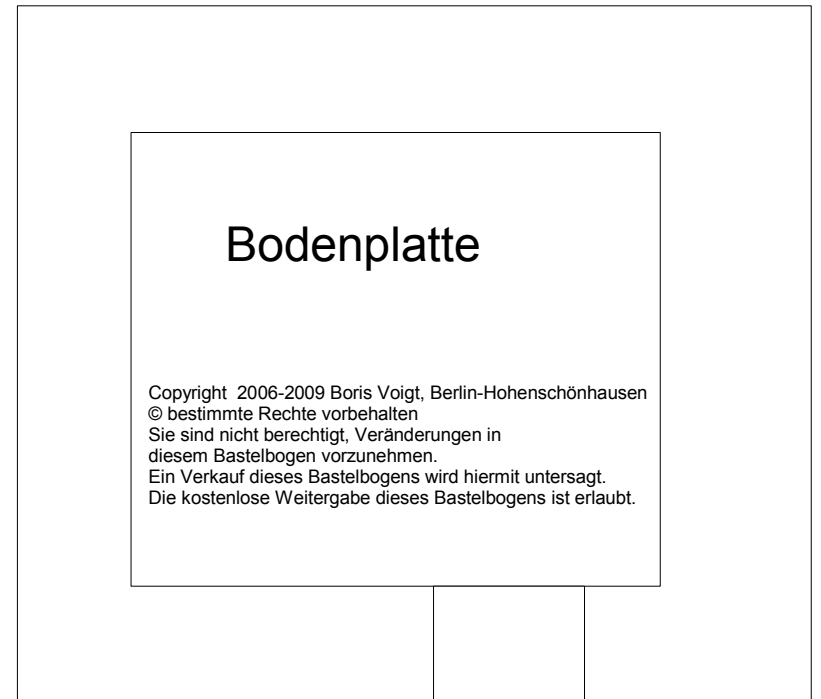 Bodenplatte
Copyright 2006-2009 Boris Voigt, Berlin-Hohenschönhausen
© bestimmte Rechte vorbehalten
Sie sind nicht berechtigt, Veränderungen in
diesem Bastelbogen vorzunehmen.
Ein Verkauf dieses Bastelbogens wird hiermit untersagt.
Die kostenlose Weitergabe dieses Bastelbogens ist erlaubt.